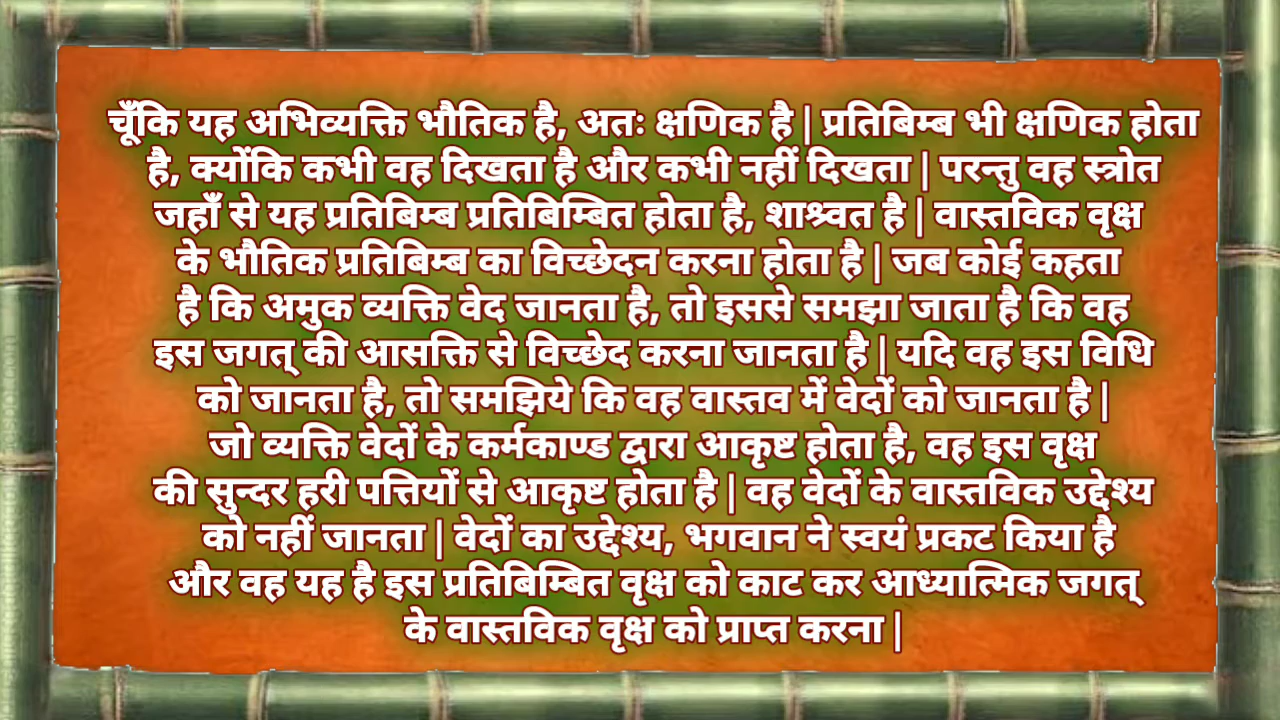 चूँकि यह अभिव्यक्ति भौतिक है, अतः क्षणिक है | प्रतिबिम्ब भी क्षणिक होता
है, क्योंकि कभी वह दिखता है और कभी नहीं दिखता | परन्तु वह स्त्रोत
जहाँ से यह प्रतिबिम्ब प्रतिबिम्बित होता है, शाश्र्वत है | वास्तविक वृक्ष
के भौतिक प्रतिबिम्ब का विच्छेदन करना होता है | जब कोई कहता
है कि अमुक व्यक्ति वेद जानता है, तो इससे समझा जाता है कि वह
इस जगत् की आसक्ति से विच्छेद करना जानता है | यदि वह इस विधि
को जानता है, तो समझिये कि वह वास्तव में वेदों को जानता है |
जो व्यक्ति वेदों के कर्मकाण्ड द्वारा आकृष्ट होता है, वह इस वृक्ष
की सुन्दर हरी पत्तियों से आकृष्ट होता है | वह वेदों के वास्तविक उद्देश्य
को नहीं जानता | वेदों का उद्देश्य, भगवान ने स्वयं प्रकट किया है
और वह यह है इस प्रतिबिम्बित वृक्ष को काट कर आध्यात्मिक जगत्
के वास्तविक वृक्ष को प्राप्त करना |